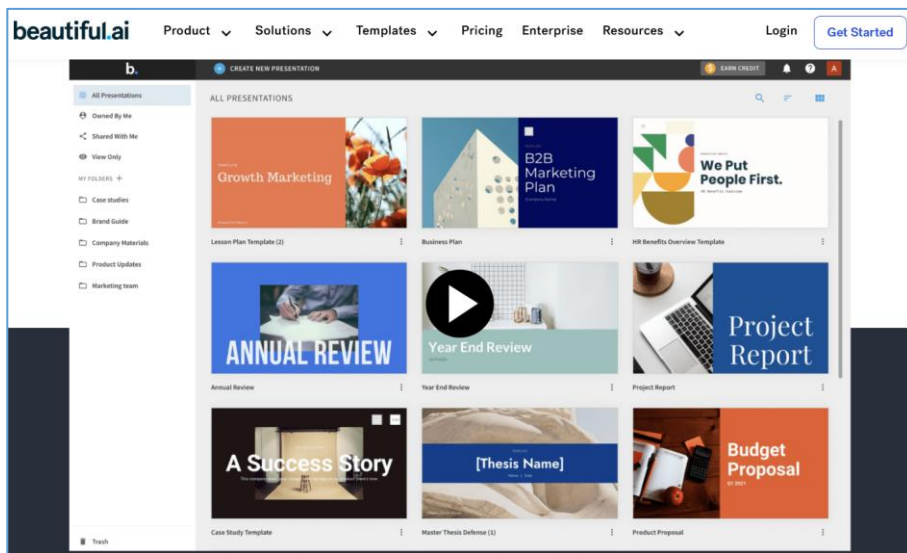 beautiful.ai Product Solutions Templates Pricing Enterprise Resources Login Get Started
b. CREATE NEW PRESENTATION EARN CREDIT A
All Presentations
Owned By Me
Shared With Me
View Only
MY FOLDERS +
Case studies
Brand Guide
Company Materials
Product Updates
Marketing team
Trash
ALL PRESENTATIONS
Growth Marketing
Lesson Plan Template (2)
B2B
Marketing
Plan
Business Plan
We Put
People First.
HR Benefits Overview Template
ANNUAL REVIEW
Annual Review
Year End Review
Year End Review
Project
Report
Project Report
A Success Story
Case Study Template
[Thesis Name]
Master Thesis Defense (1)
Budget
Proposal
Q1 2021
Product Proposal